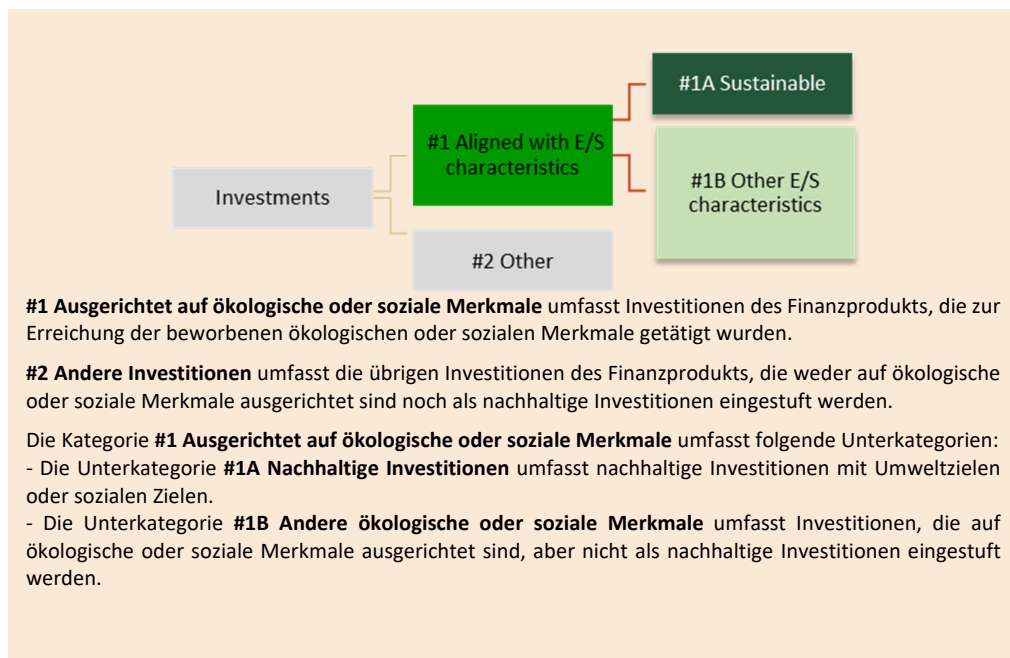 #1A Sustainable
#1 Aligned with E/S
characteristics
#1B Other E/S
characteristics
Investments
#2 Other
#1 Ausgerichtet auf ökologische oder soziale Merkmale umfasst Investitionen des Finanzprodukts, die zur
Erreichung der beworbenen ökologischen oder sozialen Merkmale getätigt wurden.
#2 Andere Investitionen umfasst die übrigen Investitionen des Finanzprodukts, die weder auf ökologische
oder soziale Merkmale ausgerichtet sind noch als nachhaltige Investitionen eingestuft werden.
Die Kategorie #1 Ausgerichtet auf ökologische oder soziale Merkmale umfasst folgende Unterkategorien:
- Die Unterkategorie #1A Nachhaltige Investitionen umfasst nachhaltige Investitionen mit Umweltzielen
oder sozialen Zielen.
- Die Unterkategorie #1B Andere ökologische oder soziale Merkmale umfasst Investitionen, die auf
ökologische oder soziale Merkmale ausgerichtet sind, aber nicht als nachhaltige Investitionen eingestuft
werden.